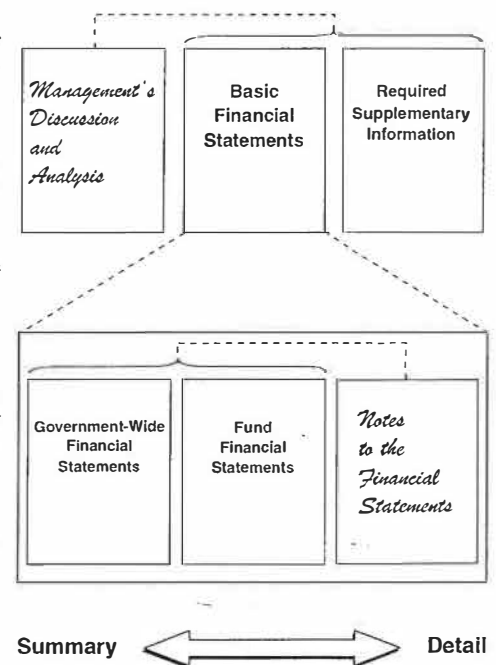 Management's
Discussion
and
Analysis
Basic
Financial
Statements
Required
Supplementary
Information
Government-Wide
Financial
Statements
Fund
Financial
Statements
Notes
to the
Financial
Statements
Summary
Detail